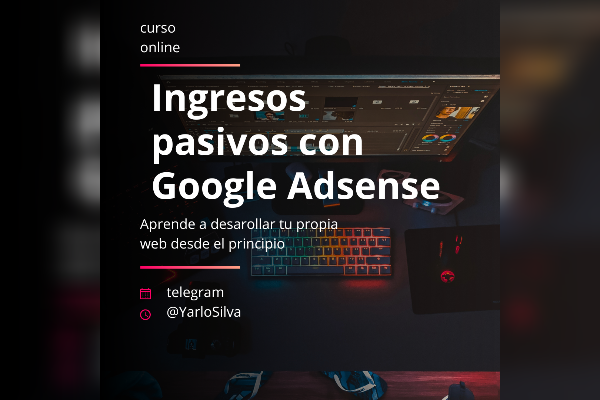 curso
online
Ingresos
pasivos con
Google Adsense
Aprende a desarollar tu propia
web desde el principio
telegram
@YarloSilva